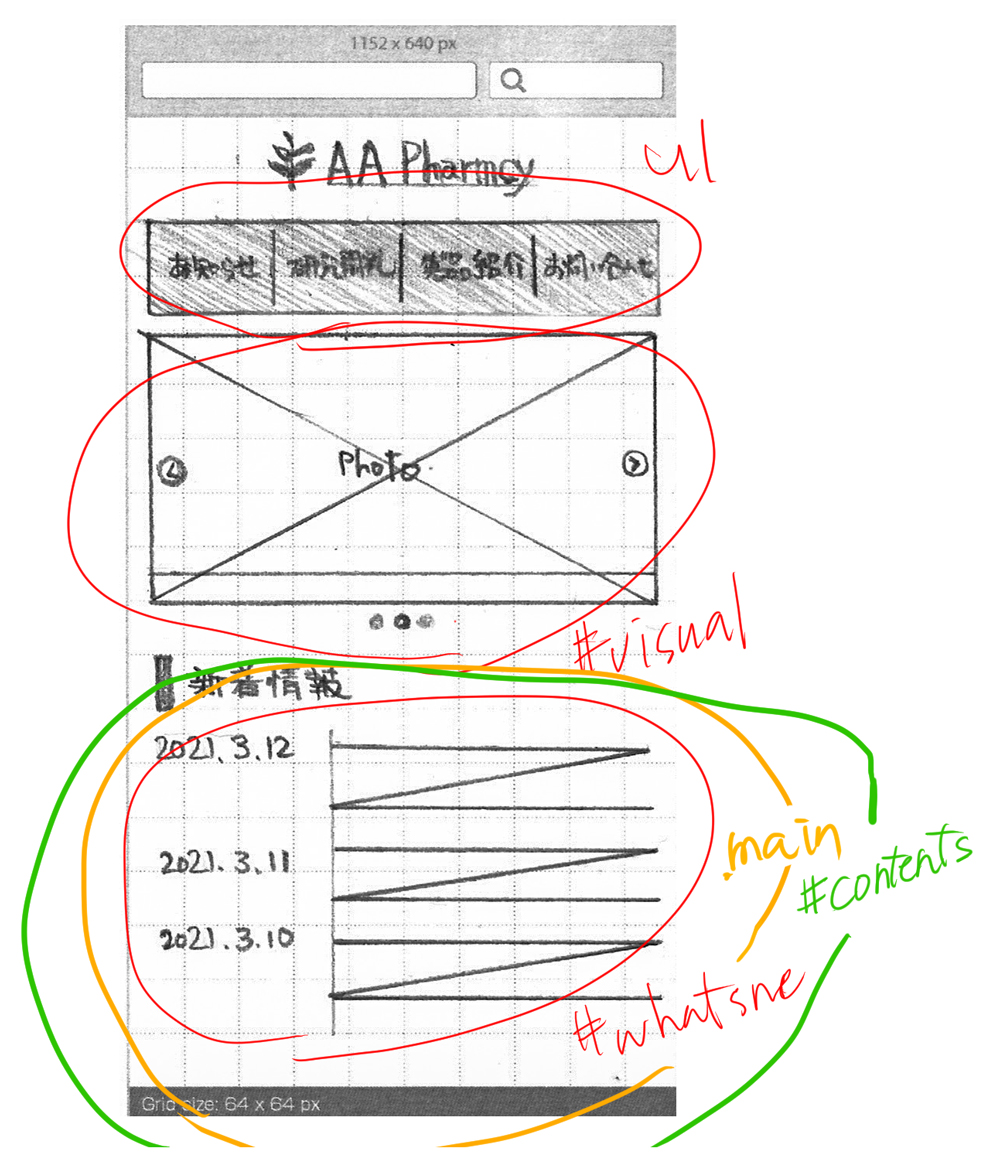 1152 x 640 px
AA Pharmcy
ul
お知らせ 研究開発 製品紹介 お問い合わせ
Photo
#visual
新着情報
2021.3.12
2021.3.11
.main
#contents
2021.3.10
#whatsne
Grid size: 64 x 64 px